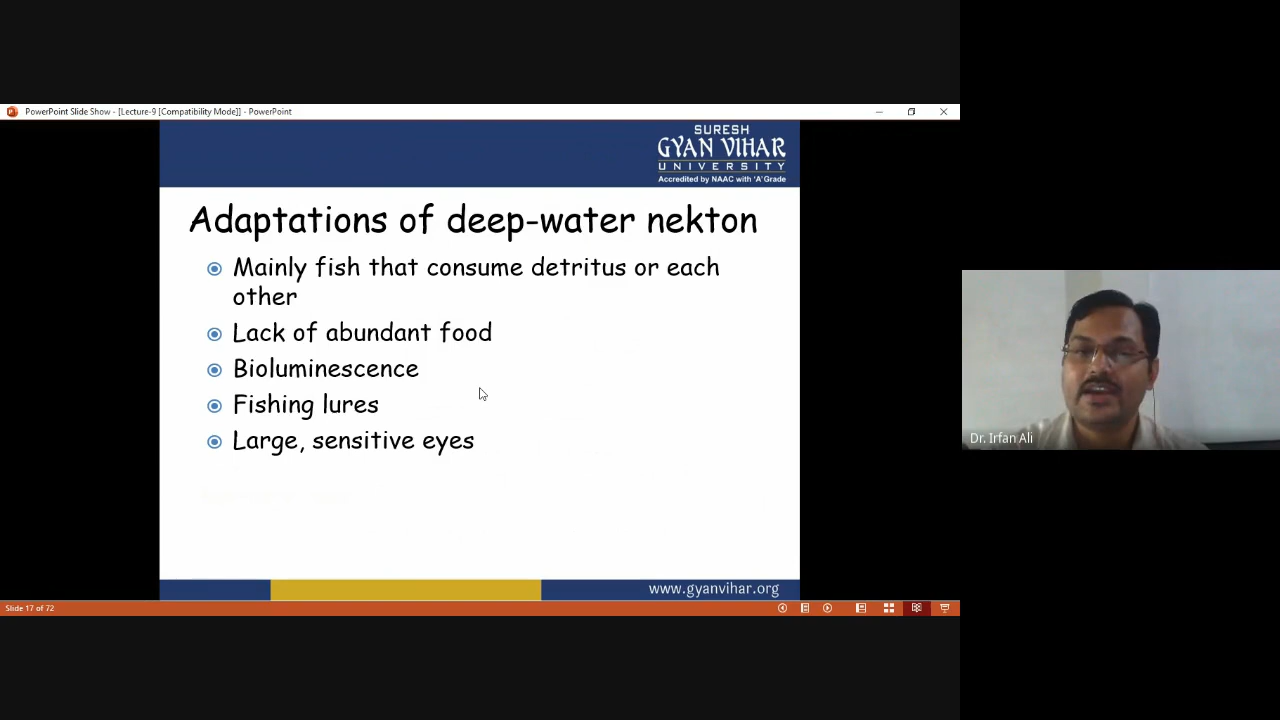 PowerPoint Slide Show - [Lecture-9 [Compatibility Mode]] - PowerPoint
SURESH
GYAN VIHAR
UNIVERSITY
Accredited by NAAC with 'A' Grade
Adaptations of deep-water nekton
Mainly fish that consume detritus or each
other
Lack of abundant food
Bioluminescence
Fishing lures
Large, sensitive eyes
www.gyanvihar.org
Slide 17 of 72
Dr. Irfan Ali